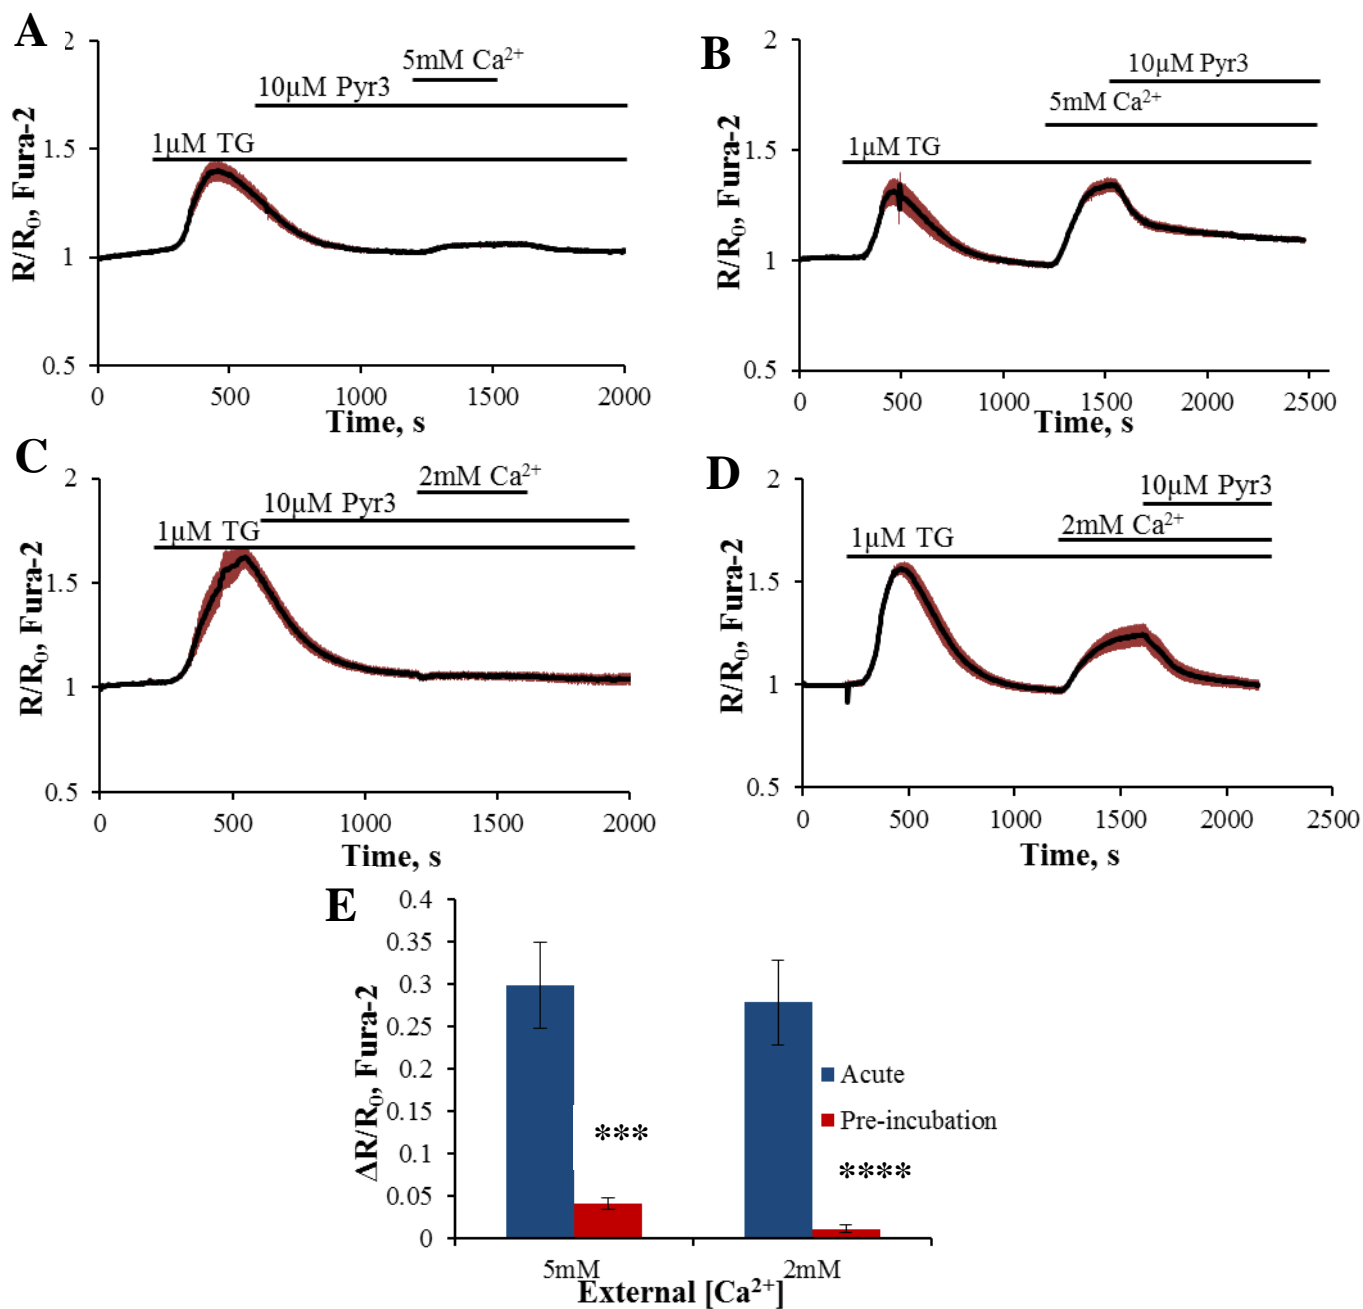 A
2
1.5
1
0.5
R/R₀, Fura-2
5mM Ca²⁺
10µM Pyr3
1µM TG
0 500 1000 1500 2000
Time, s
B
2
1.5
1
0.5
R/R₀, Fura-2
10µM Pyr3
5mM Ca²⁺
1µM TG
0 500 1000 1500 2000 2500
Time, s
C
2
1.5
1
0.5
R/R₀, Fura-2
2mM Ca²⁺
10µM Pyr3
1µM TG
0 500 1000 1500 2000
Time, s
D
2
1.5
1
0.5
R/R₀, Fura-2
10µM Pyr3
2mM Ca²⁺
1µM TG
0 500 1000 1500 2000 2500
Time, s
E
0.4
0.35
0.3
0.25
0.2
0.15
0.1
0.05
0
ΔR/R₀, Fura-2
Acute
Pre-incubation
***
****
5mM 2mM
External [Ca²⁺]